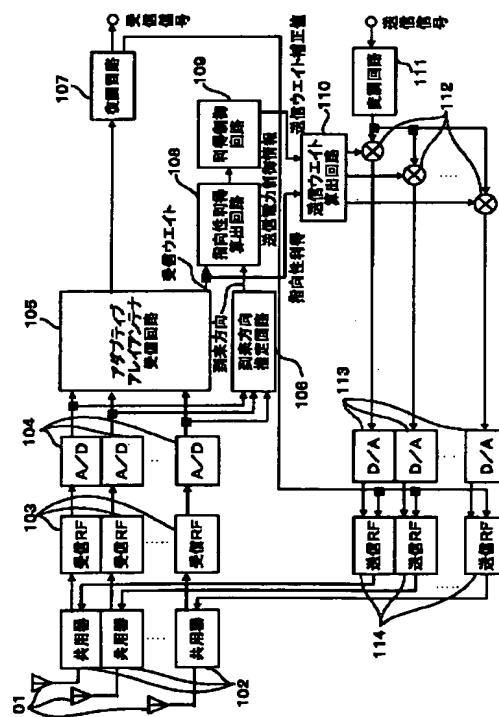 受信信号
107
復調回路
109
利得制御
回路
108
指向性利得
算出回路
送信電力制御情報
送信ウエイト補正値
送信信号
111
変調回路
112
110
送信ウエイト
算出回路
指向性利得
受信ウエイト
到来方向
105
アダプティブ
アレイアンテナ
受信回路
到来方向
推定回路
106
104
A/D
A/D
A/D
103
受信RF
受信RF
受信RF
共用器
共用器
共用器
102
01
113
D/A
D/A
D/A
送信RF
送信RF
送信RF
114